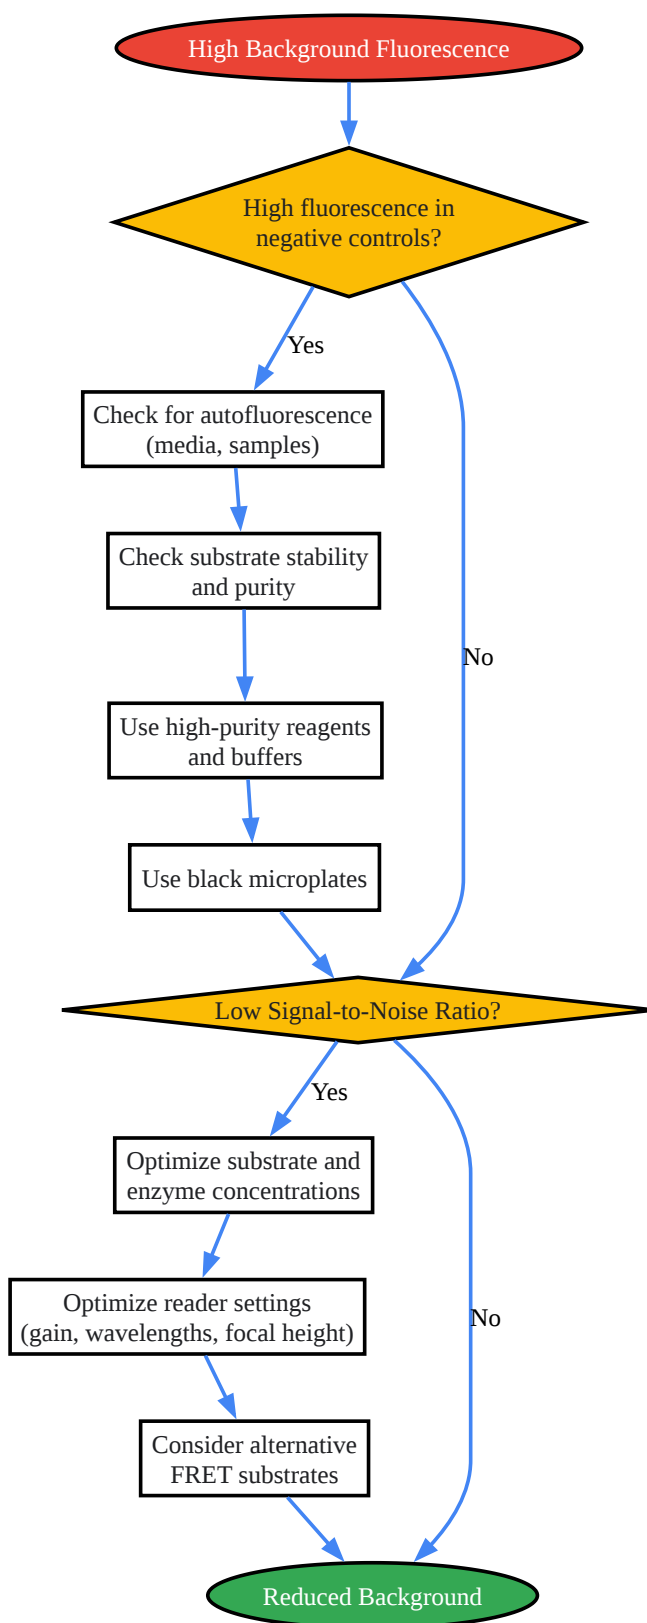 High Background Fluorescence
High fluorescence in
negative controls?
Yes
Check for autofluorescence
(media, samples)
Check substrate stability
and purity
No
Use high-purity reagents
and buffers
Use black microplates
Low Signal-to-Noise Ratio?
Yes
Optimize substrate and
enzyme concentrations
Optimize reader settings
(gain, wavelengths, focal height)
No
Consider alternative
FRET substrates
Reduced Background